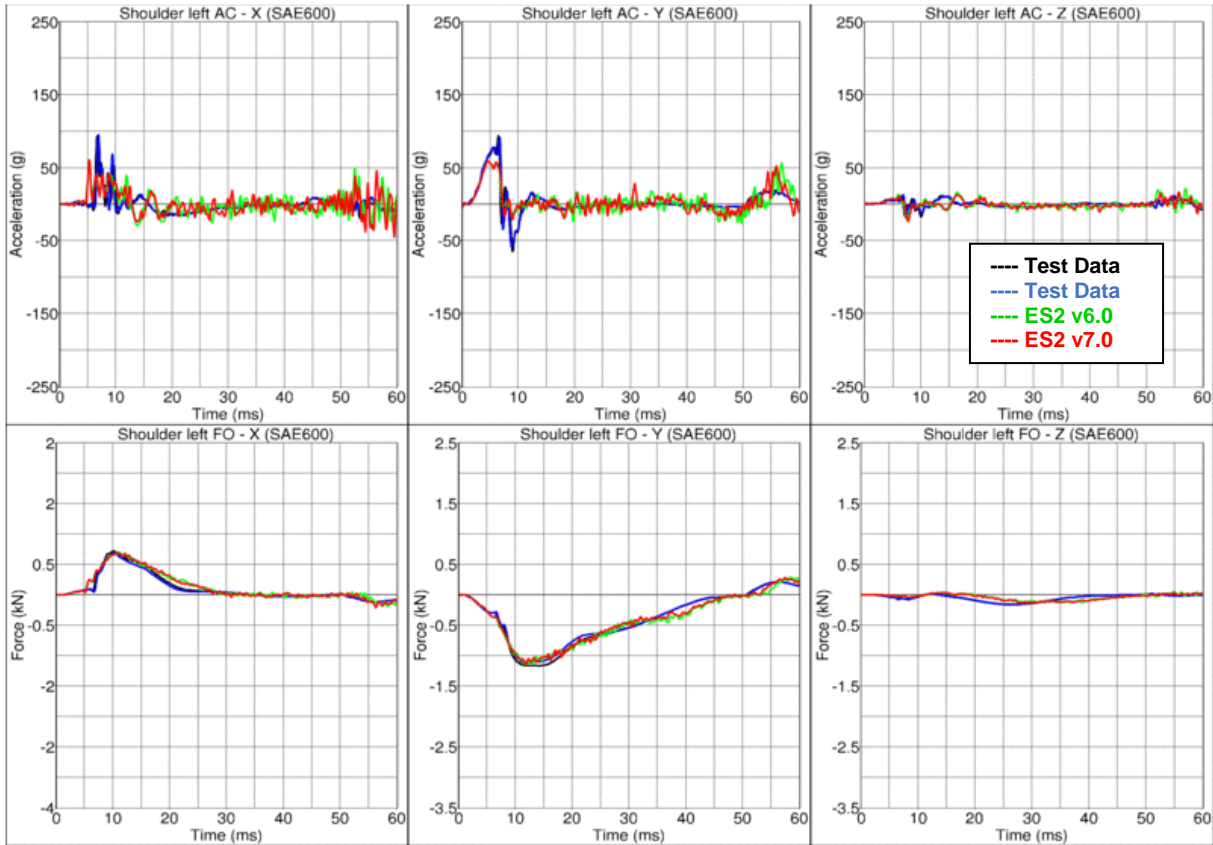 Shoulder left AC - X (SAE600)
250
150
50
-50
-150
-250
Acceleration (g)
0 10 20 30 40 50 60
Time (ms)
Shoulder left AC - Y (SAE600)
250
150
50
-50
-150
-250
Acceleration (g)
0 10 20 30 40 50 60
Time (ms)
Shoulder left AC - Z (SAE600)
250
150
50
-50
-150
-250
Acceleration (g)
0 10 20 30 40 50 60
Time (ms)
---- Test Data
---- Test Data
---- ES2 v6.0
---- ES2 v7.0
Shoulder left FO - X (SAE600)
2
2
0.5
-0.5
-2
-2
-4
Force (kN)
0 10 20 30 40 50 60
Time (ms)
Shoulder left FO - Y (SAE600)
2.5
1.5
0.5
-0.5
-1.5
-2.5
-3.5
Force (kN)
0 10 20 30 40 50 60
Time (ms)
Shoulder left FO - Z (SAE600)
2.5
1.5
0.5
-0.5
-1.5
-2.5
-3.5
Force (kN)
0 10 20 30 40 50 60
Time (ms)